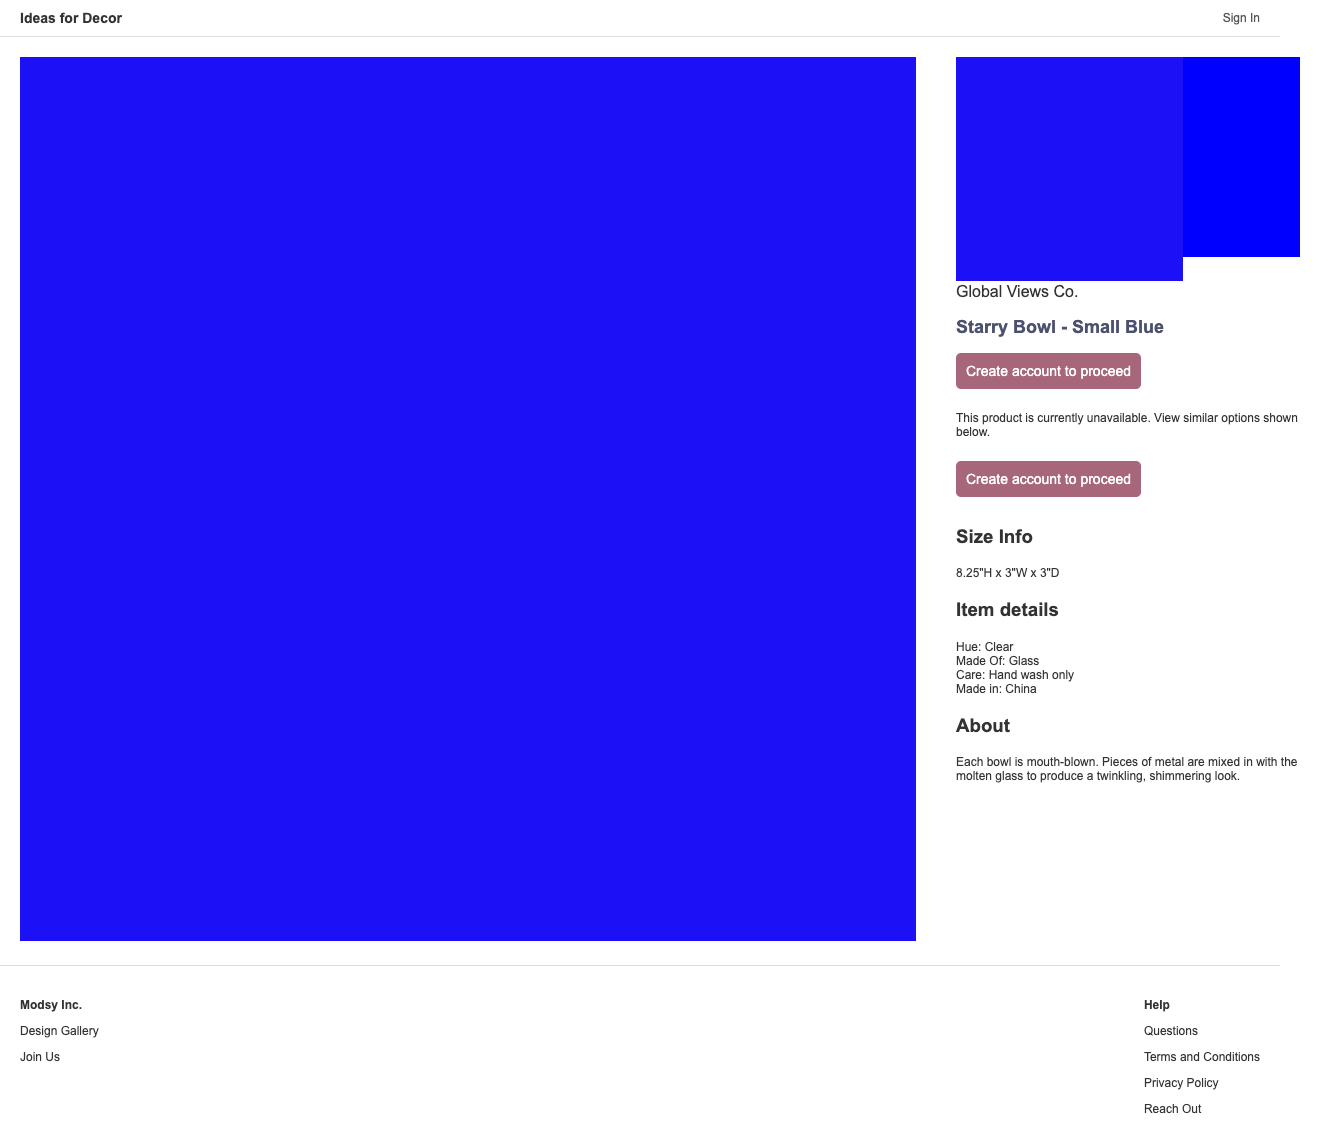 Ideas for Decor
Sign In
Global Views Co.
Starry Bowl - Small Blue
Create account to proceed
This product is currently unavailable. View similar options shown
below.
Create account to proceed
Size Info
8.25"H x 3"W x 3"D
Item details
Hue: Clear
Made Of: Glass
Care: Hand wash only
Made in: China
About
Each bowl is mouth-blown. Pieces of metal are mixed in with the
molten glass to produce a twinkling, shimmering look.
Modsy Inc.
Design Gallery
Join Us
Help
Questions
Terms and Conditions
Privacy Policy
Reach Out